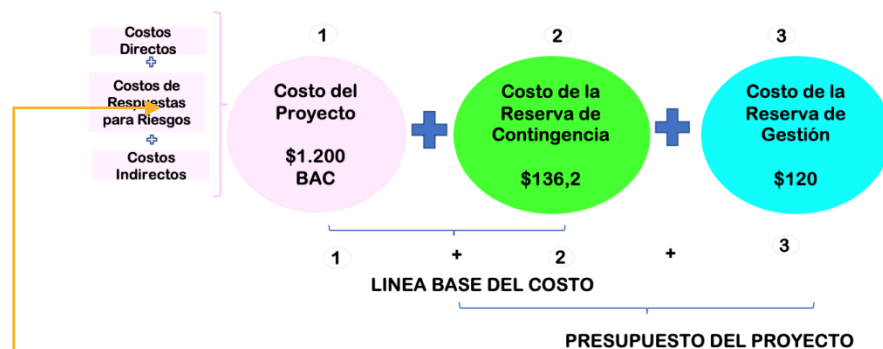 1
2
3
Costos
Directos
Costos de
Respuestas
para Riesgos
Costos
Indirectos
Costo del
Proyecto
$1.200
BAC
Costo de la
Reserva de
Contingencia
$136,2
Costo de la
Reserva de
Gestión
$120
1 + 2 + 3
LINEA BASE DEL COSTO
PRESUPUESTO DEL PROYECTO